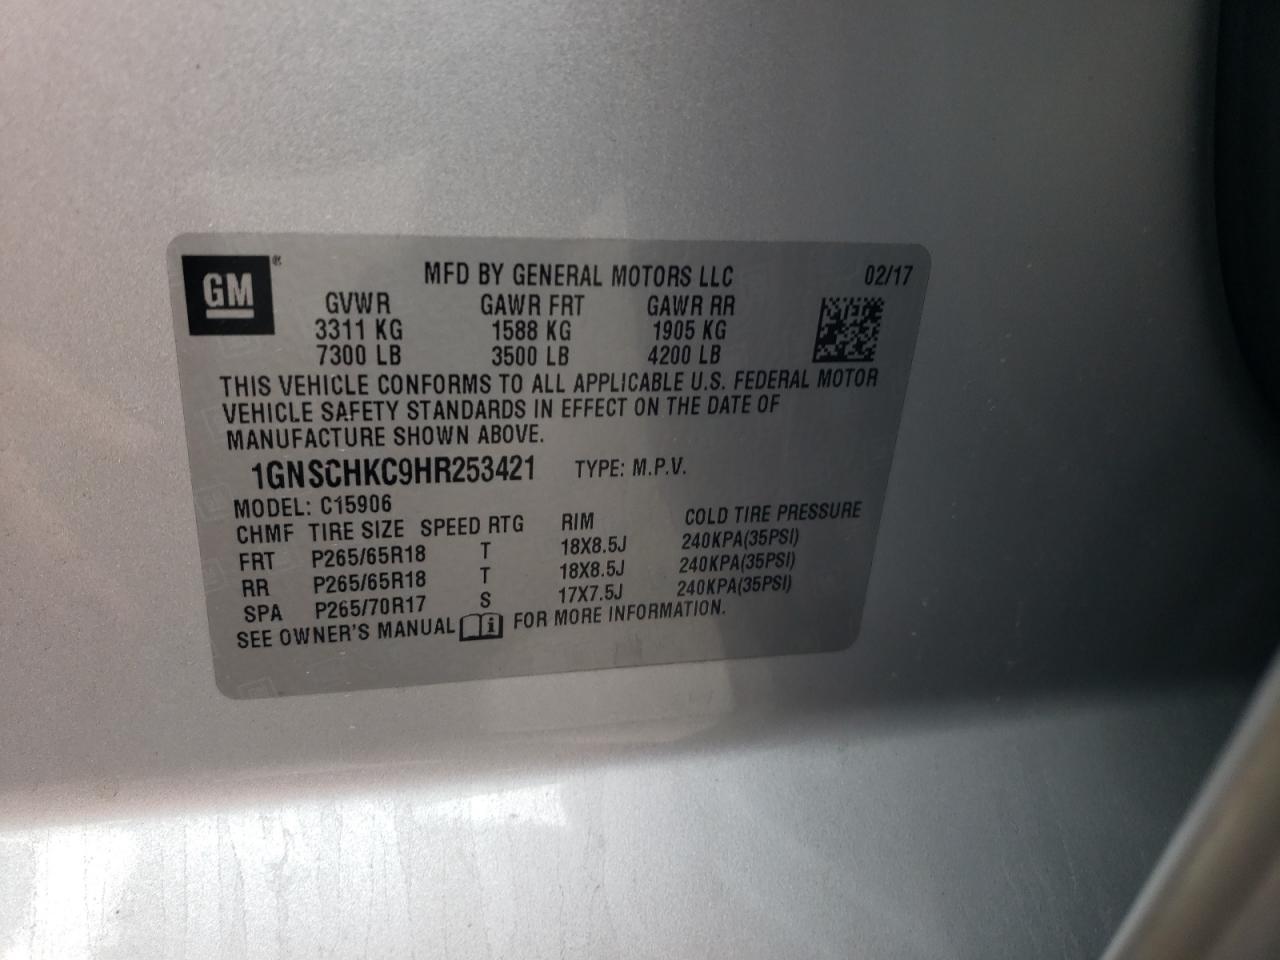 GM ®
MFD BY GENERAL MOTORS LLC 02/17
GVWR GAWR FRT GAWR RR
3311 KG 1588 KG 1905 KG
7300 LB 3500 LB 4200 LB
THIS VEHICLE CONFORMS TO ALL APPLICABLE U.S. FEDERAL MOTOR
VEHICLE SAFETY STANDARDS IN EFFECT ON THE DATE OF
MANUFACTURE SHOWN ABOVE.
1GNSCHKC9HR253421 TYPE: M.P.V.
MODEL: C15906
CHMF TIRE SIZE SPEED RTG RIM COLD TIRE PRESSURE
FRT P265/65R18 T 18X8.5J 240KPA(35PSI)
RR P265/65R18 T 18X8.5J 240KPA(35PSI)
SPA P265/70R17 S 17X7.5J 240KPA(35PSI)
SEE OWNER'S MANUAL i FOR MORE INFORMATION.